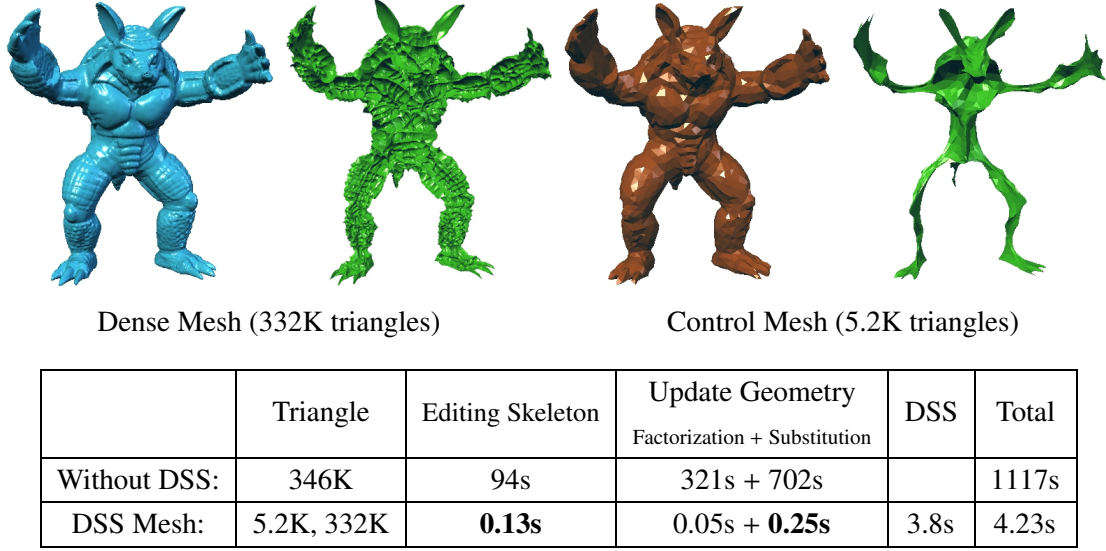 Dense Mesh (332K triangles) Control Mesh (5.2K triangles)
Triangle Editing Skeleton Update Geometry Factorization + Substitution DSS Total
Without DSS: 346K 94s 321s + 702s 1117s
DSS Mesh: 5.2K, 332K 0.13s 0.05s + 0.25s 3.8s 4.23s